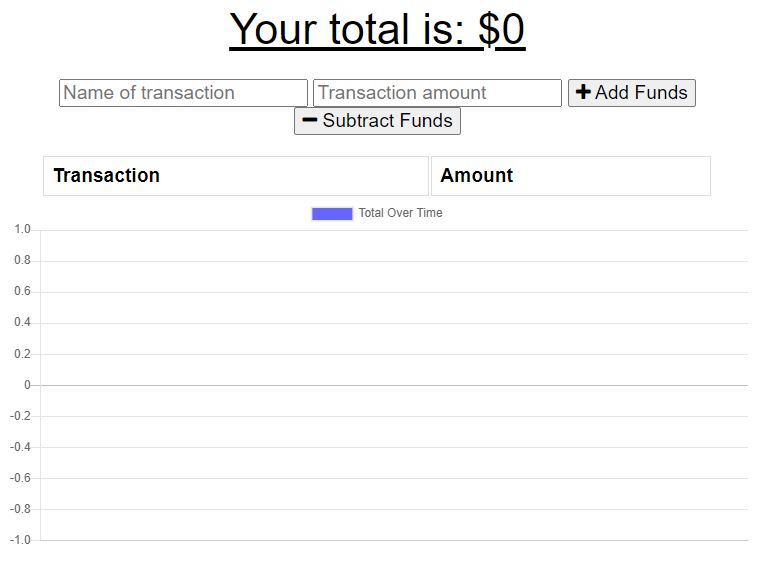 Your total is: $0
Name of transaction Transaction amount Add Funds
Subtract Funds
Transaction Amount
Total Over Time
1.0
0.8
0.6
0.4
0.2
0
-0.2
-0.4
-0.6
-0.8
-1.0